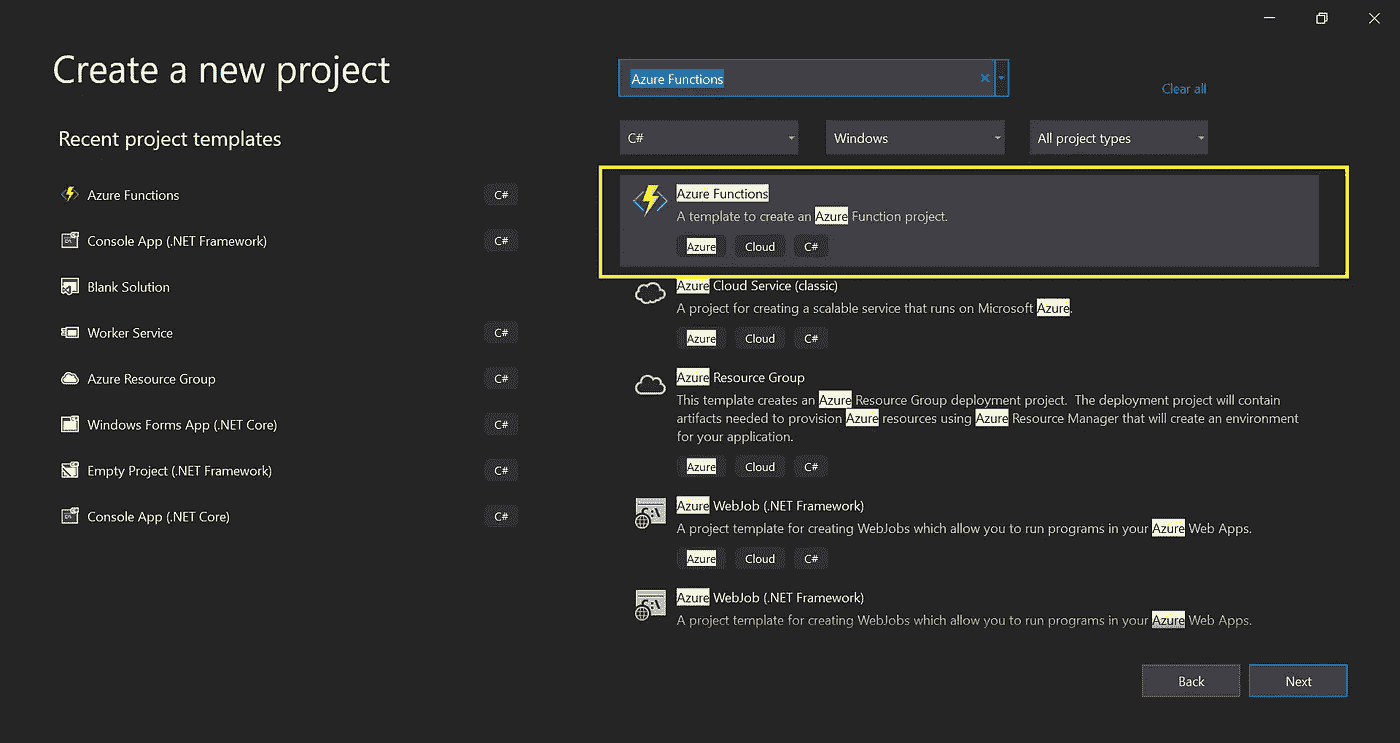 Create a new project
Recent project templates
Azure Functions C#
Console App (.NET Framework) C#
Blank Solution
Worker Service C#
Azure Resource Group C#
Windows Forms App (.NET Core) C#
Empty Project (.NET Framework) C#
Console App (.NET Core) C#
Azure Functions
Clear all
C# Windows All project types
Azure Functions
A template to create an Azure Function project.
Azure Cloud C#
Azure Cloud Service (classic)
A project for creating a scalable service that runs on Microsoft Azure.
Azure Cloud C#
Azure Resource Group
This template creates an Azure Resource Group deployment project. The deployment project will contain
artifacts needed to provision Azure resources using Azure Resource Manager that will create an environment
for your application.
Azure Cloud C#
Azure WebJob (.NET Framework)
A project template for creating WebJobs which allow you to run programs in your Azure Web Apps.
Azure Cloud C#
Azure WebJob (.NET Framework)
A project template for creating WebJobs which allow you to run programs in your Azure Web Apps.
Back Next